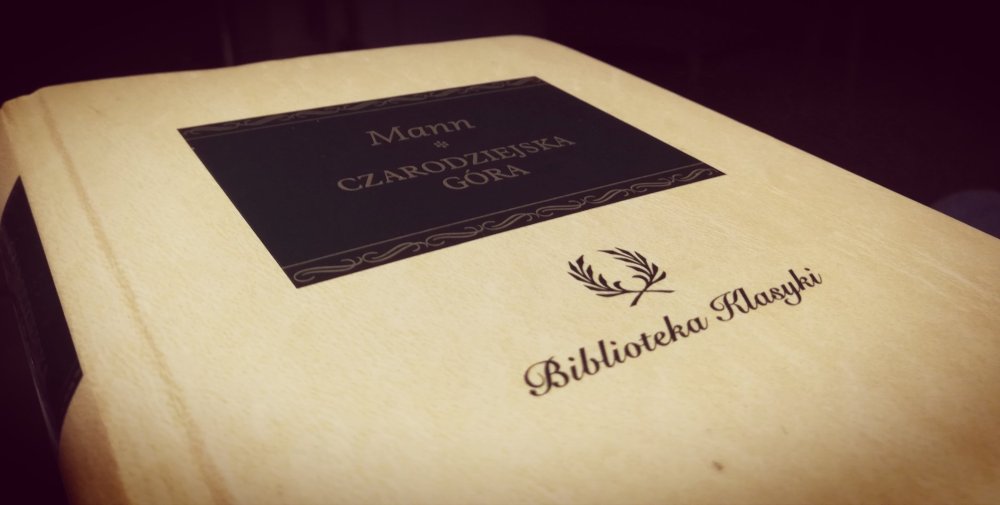 Mann
CZARODZIEJSKA
GÓRA
Biblioteka Klasyki